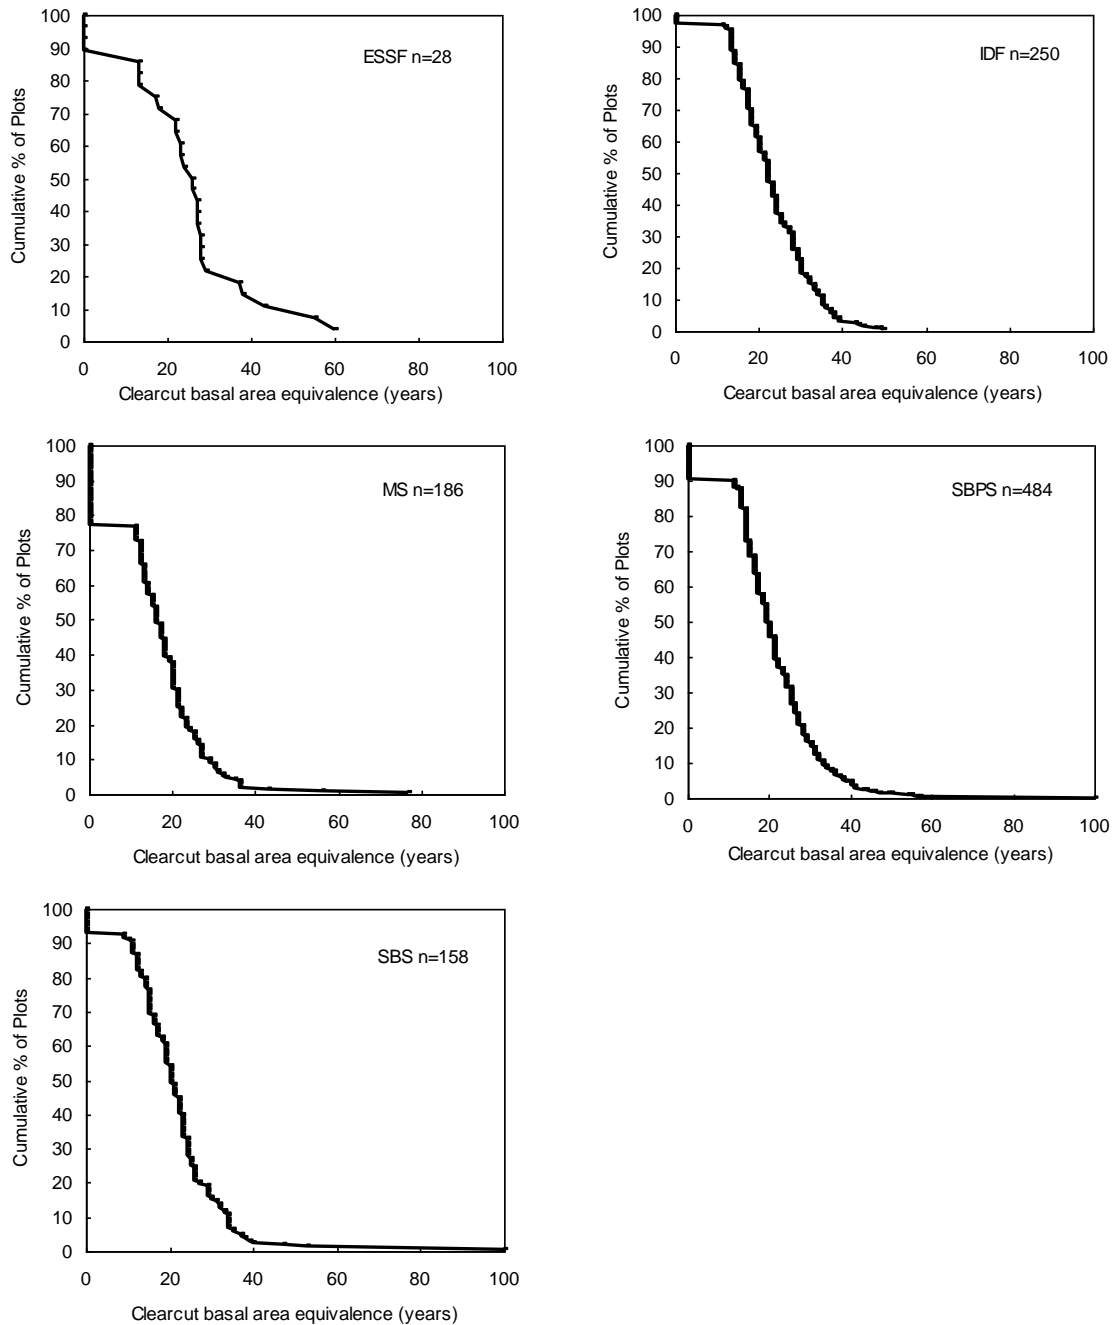 ESSF n=28
Cumulative % of Plots
100
90
80
70
60
50
40
30
20
10
0
0 20 40 60 80 100
Clearcut basal area equivalence (years)
IDF n=250
Cumulative % of Plots
100
90
80
70
60
50
40
30
20
10
0
0 20 40 60 80 100
Cearcut basal area equivalence (years)
MS n=186
Cumulative % of Plots
100
90
80
70
60
50
40
30
20
10
0
0 20 40 60 80 100
Clearcut basal area equivalence (years)
SBPS n=484
Cumulative % of Plots
100
90
80
70
60
50
40
30
20
10
0
0 20 40 60 80 100
Clearcut basal area equivalence (years)
SBS n=158
Cumulative % of Plots
100
90
80
70
60
50
40
30
20
10
0
0 20 40 60 80 100
Clearcut basal area equivalence (years)